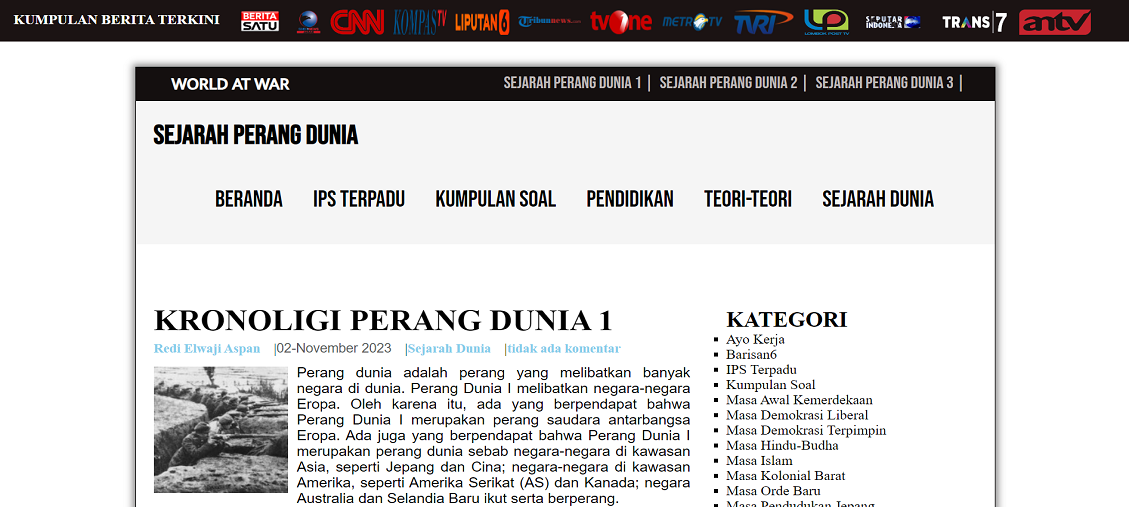 KUMPULAN BERITA TERKINI
BERITA SATU
CNN
KOMPASTV
LIPUTAN 6
Tribunnews.com
tvOne
METRO TV
TVRI
LOMBOK POST TV
SEPUTAR
TRANS|7
antv
WORLD AT WAR
SEJARAH PERANG DUNIA 1 | SEJARAH PERANG DUNIA 2 | SEJARAH PERANG DUNIA 3 |
SEJARAH PERANG DUNIA
BERANDA IPS TERPADU KUMPULAN SOAL PENDIDIKAN TEORI-TEORI SEJARAH DUNIA
KRONOLIGI PERANG DUNIA 1
Redi Elwaji Aspan |02-November 2023 |Sejarah Dunia |tidak ada komentar
Perang dunia adalah perang yang melibatkan banyak
negara di dunia. Perang Dunia I melibatkan negara-negara
Eropa. Oleh karena itu, ada yang berpendapat bahwa
Perang Dunia I merupakan perang saudara antarbangsa
Eropa. Ada juga yang berpendapat bahwa Perang Dunia I
merupakan perang dunia sebab negara-negara di kawasan
Asia, seperti Jepang dan Cina; negara-negara di kawasan
Amerika, seperti Amerika Serikat (AS) dan Kanada; negara
Australia dan Selandia Baru ikut serta berperang.
KATEGORI
Ayo Kerja
Barisan6
IPS Terpadu
Kumpulan Soal
Masa Awal Kemerdekaan
Masa Demokrasi Liberal
Masa Demokrasi Terpimpin
Masa Hindu-Budha
Masa Islam
Masa Kolonial Barat
Masa Orde Baru
Masa Pendudukan Jepang